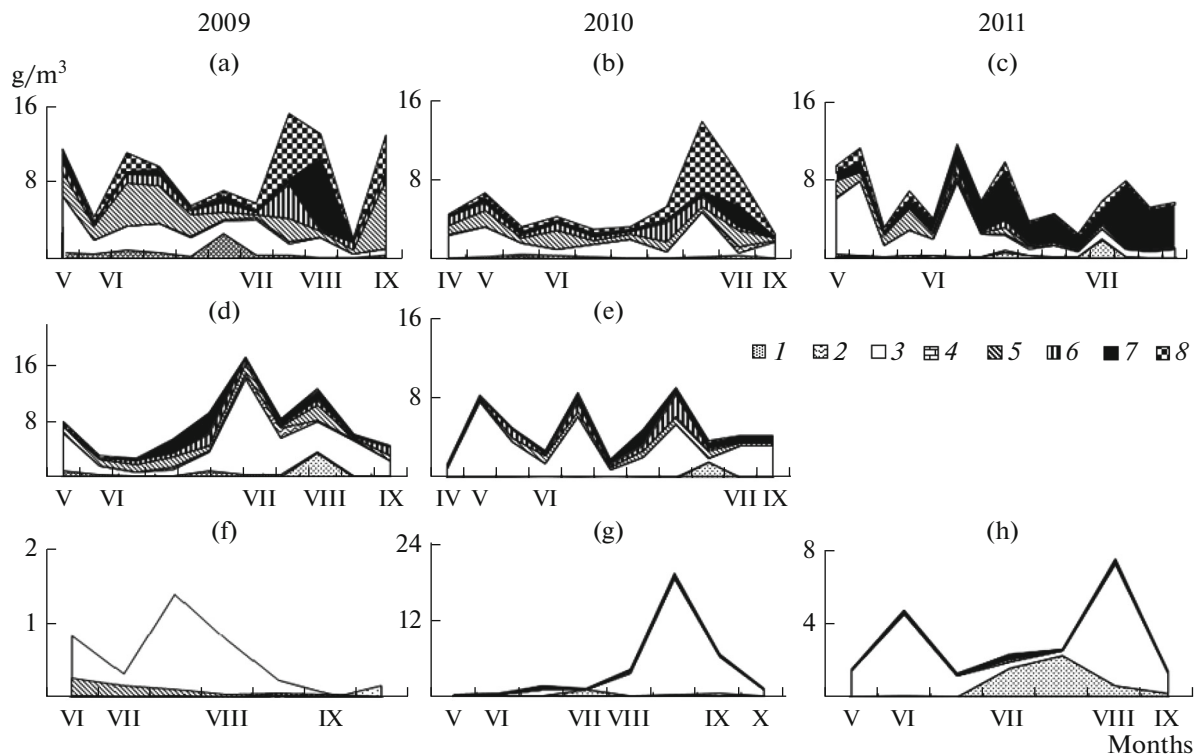 2009 2010 2011
(a) (b) (c)
g/m³
16 16 16
8 8 8
V VI VII VIII IX IV V VI VII IX V VI VII
(d) (e)
16 16
8 8
1 2 3 4 5 6 7 8
V VI VII VIII IX IV V VI VII IX
(f) (g) (h)
2 24 8
1 12 4
VI VII VIII IX V VI VII VIII IX X V VI VII VIII IX
Months